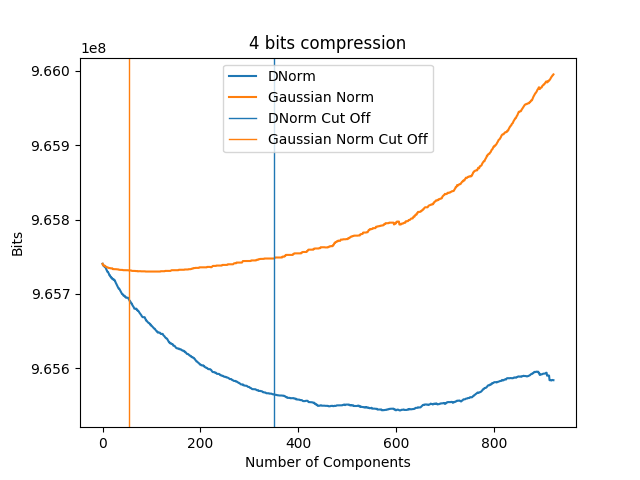 4 bits compression
1e8
DNorm
Gaussian Norm
DNorm Cut Off
Gaussian Norm Cut Off
9.660
9.659
9.658
9.657
9.656
Bits
0 200 400 600 800
Number of Components